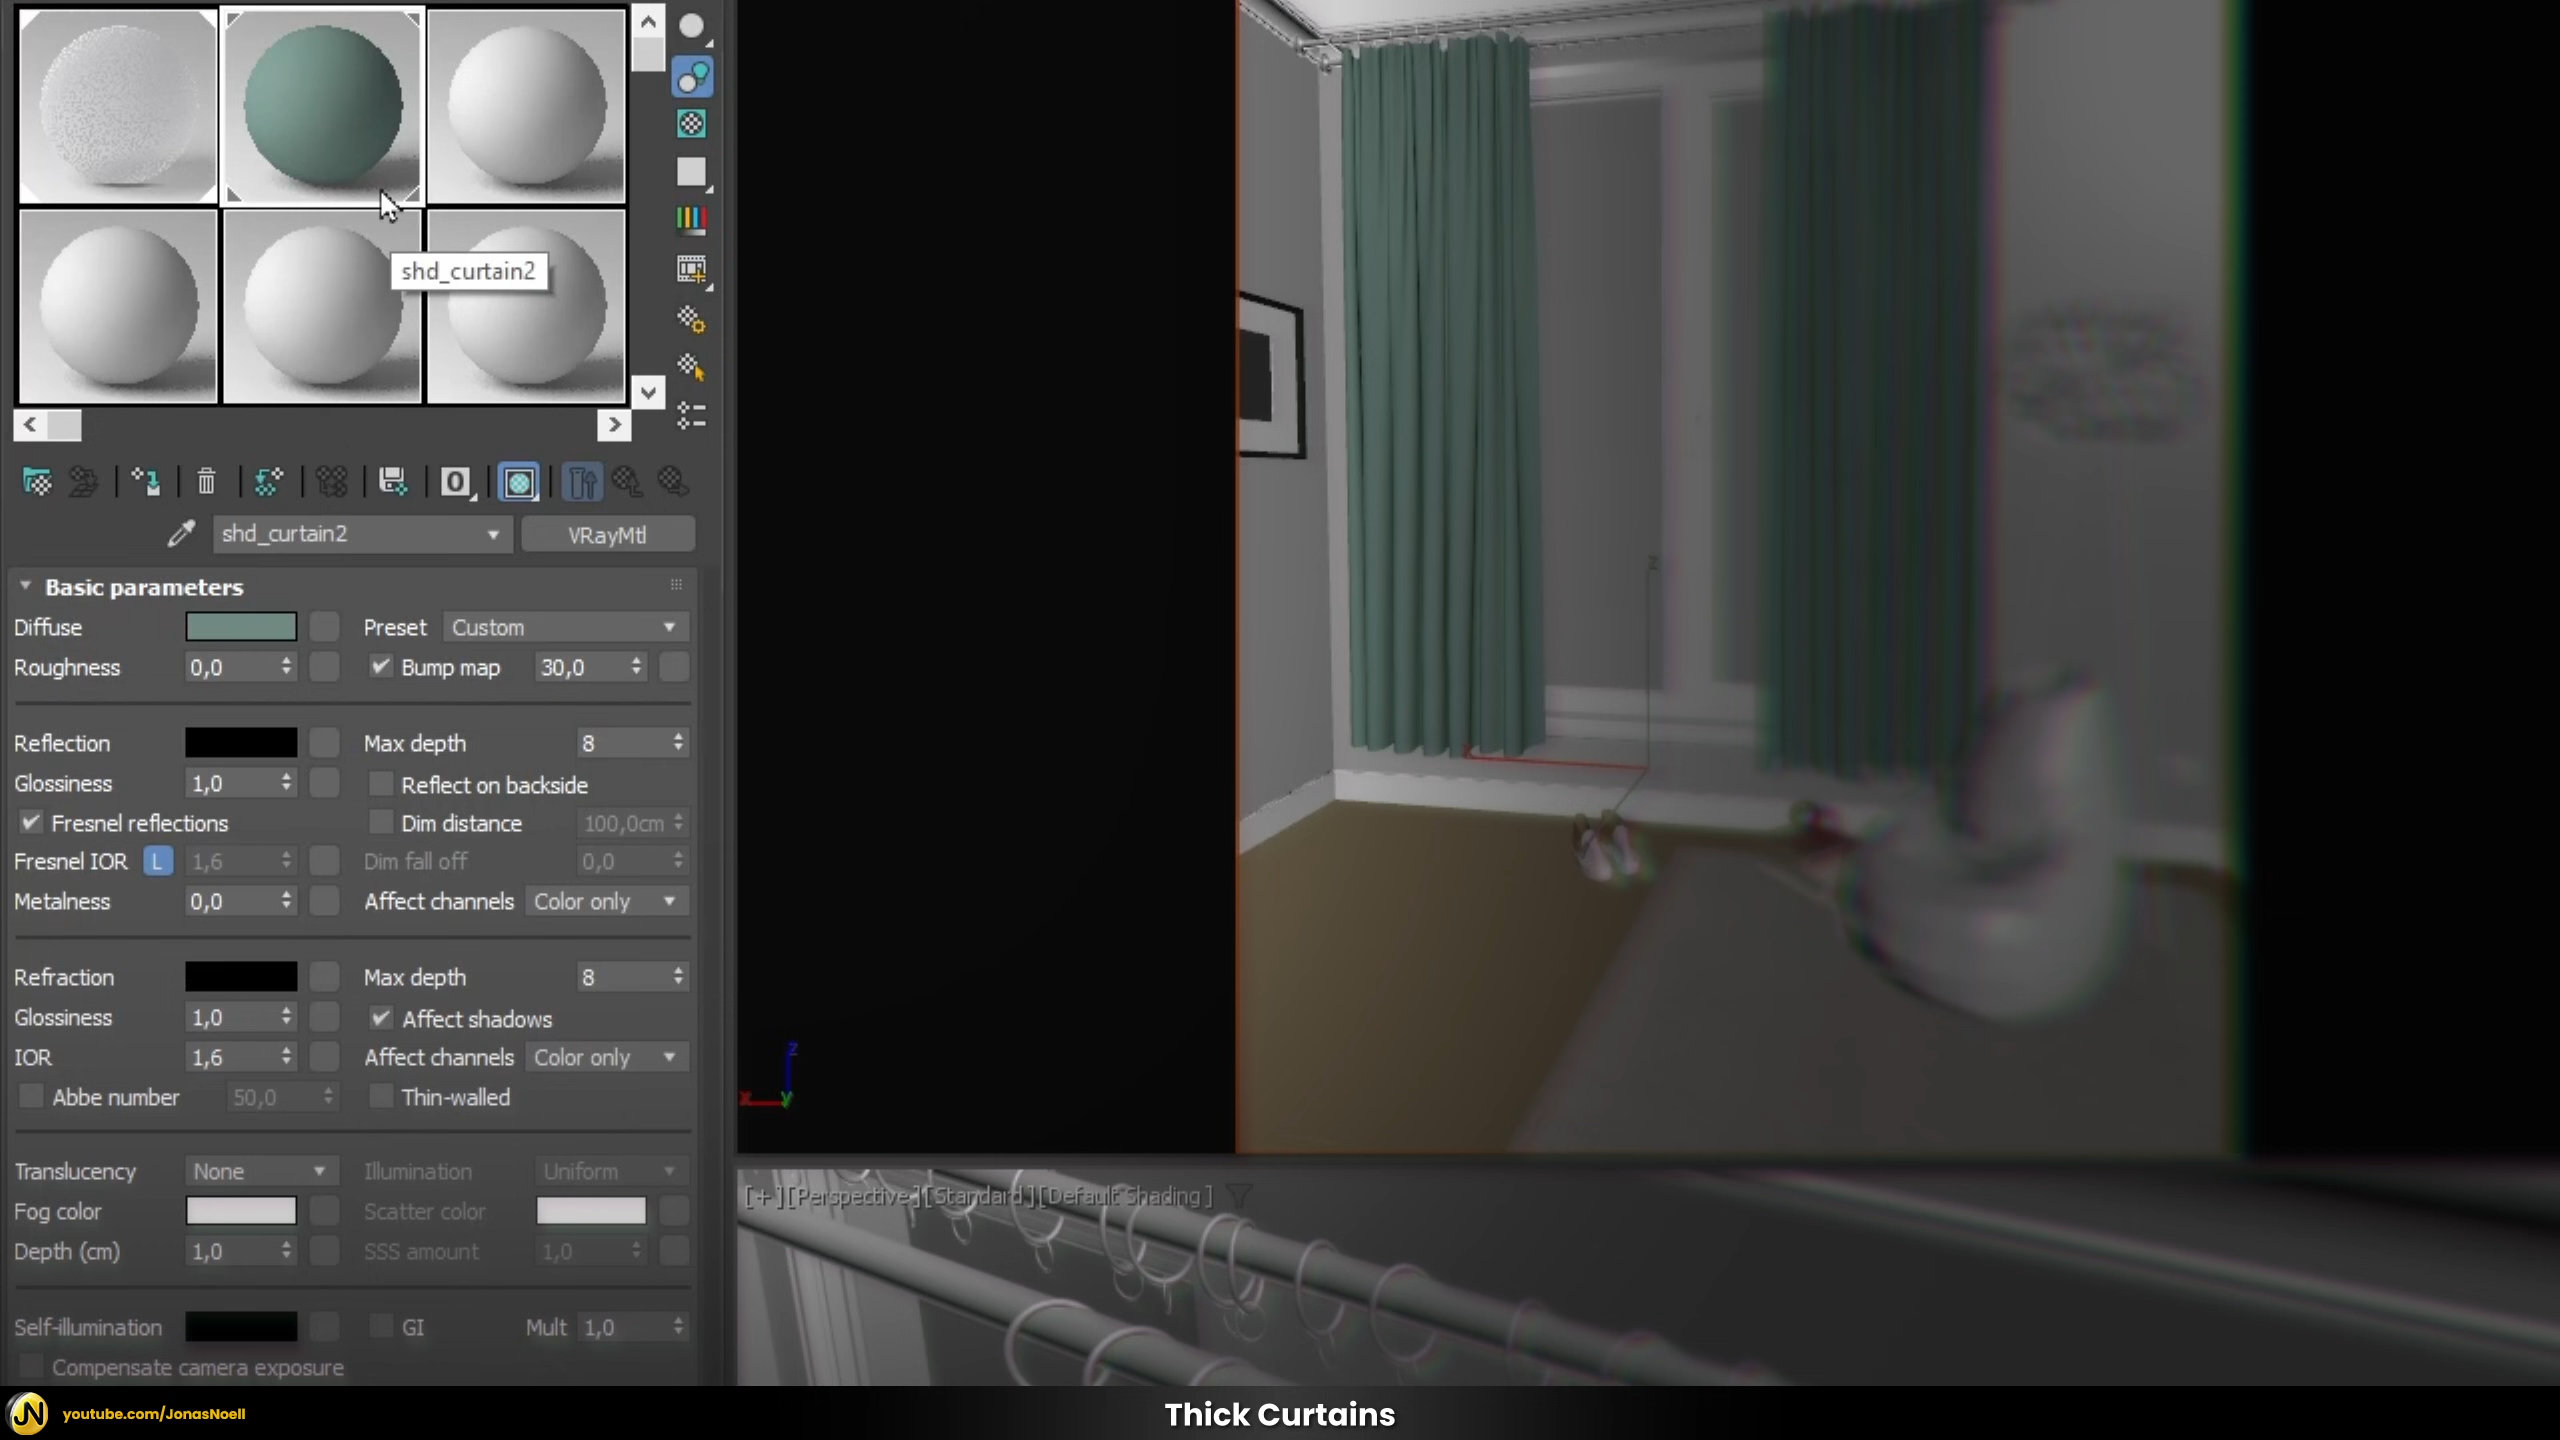 shd_curtain2
O
shd_curtain2 VRayMtl
Basic parameters
Diffuse Preset Custom
Roughness 0,0 Bump map 30,0
Reflection Max depth 8
Glossiness 1,0 Reflect on backside
Fresnel reflections Dim distance 100,0cm
Fresnel IOR L 1,6 Dim fall off 0,0
Metalness 0,0 Affect channels Color only
Refraction Max depth 8
Glossiness 1,0 Affect shadows
IOR 1,6 Affect channels Color only
Abbe number 50,0 Thin-walled
Translucency None Illumination Uniform
Fog color Scatter color
Depth (cm) 1,0 SSS amount 1,0
Self-illumination GI Mult 1,0
Compensate camera exposure
z
x
z
x y
[+][Perspective][Standard][Default Shading]
JN youtube.com/JonasNoell
Thick Curtains